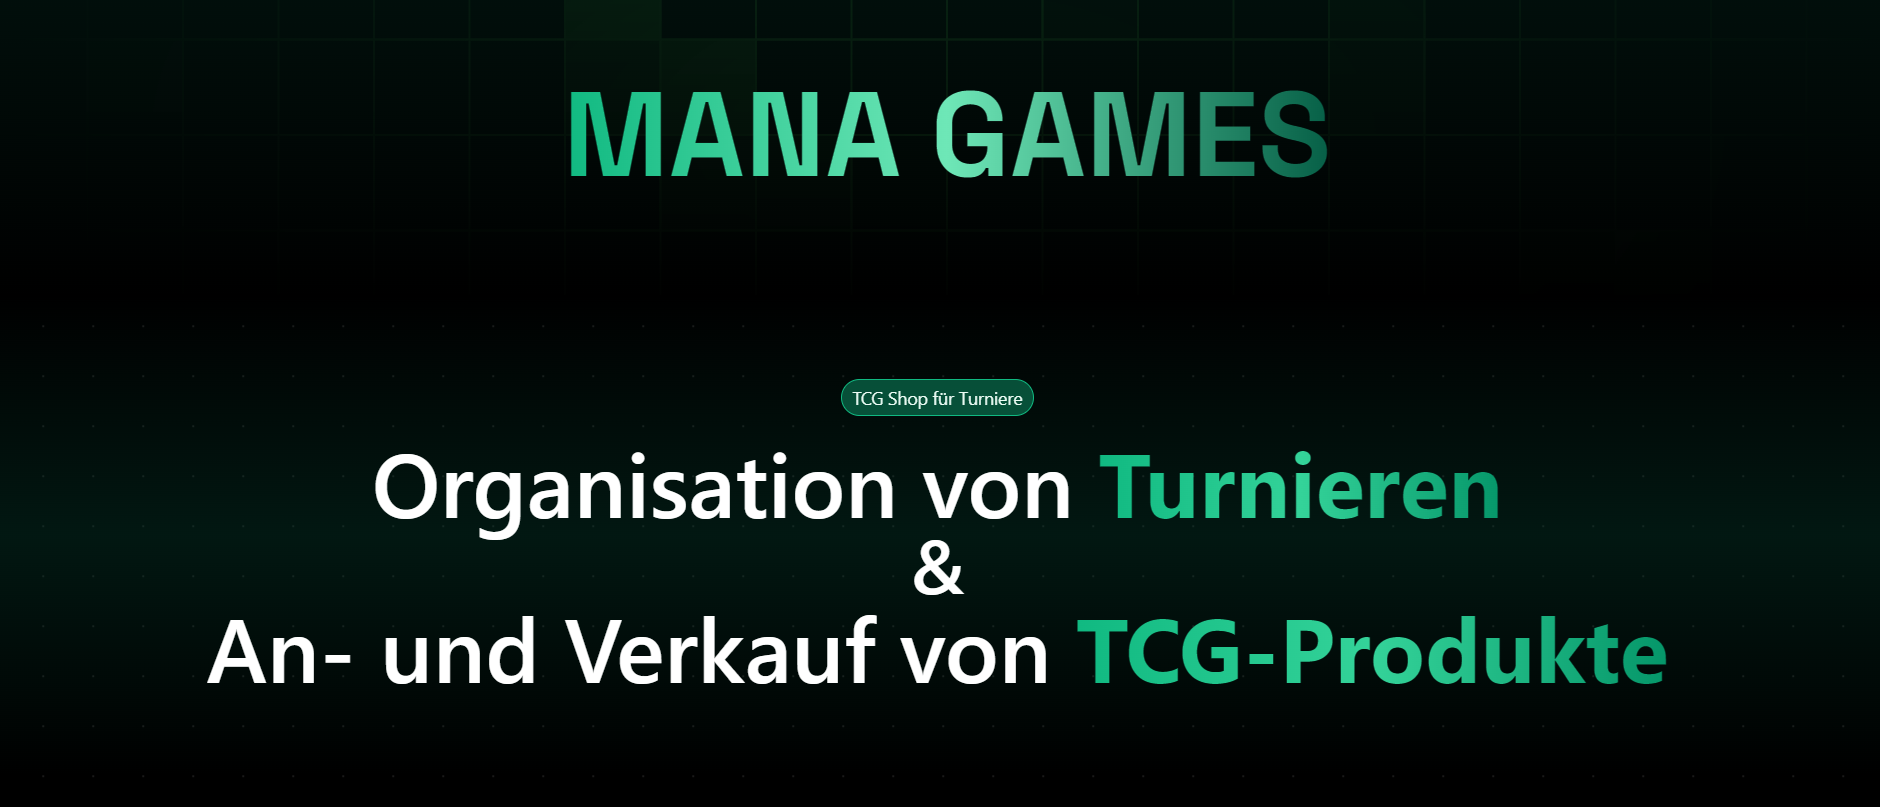 MANA GAMES
TCG Shop für Turniere
Organisation von Turnieren
&
An- und Verkauf von TCG-Produkte